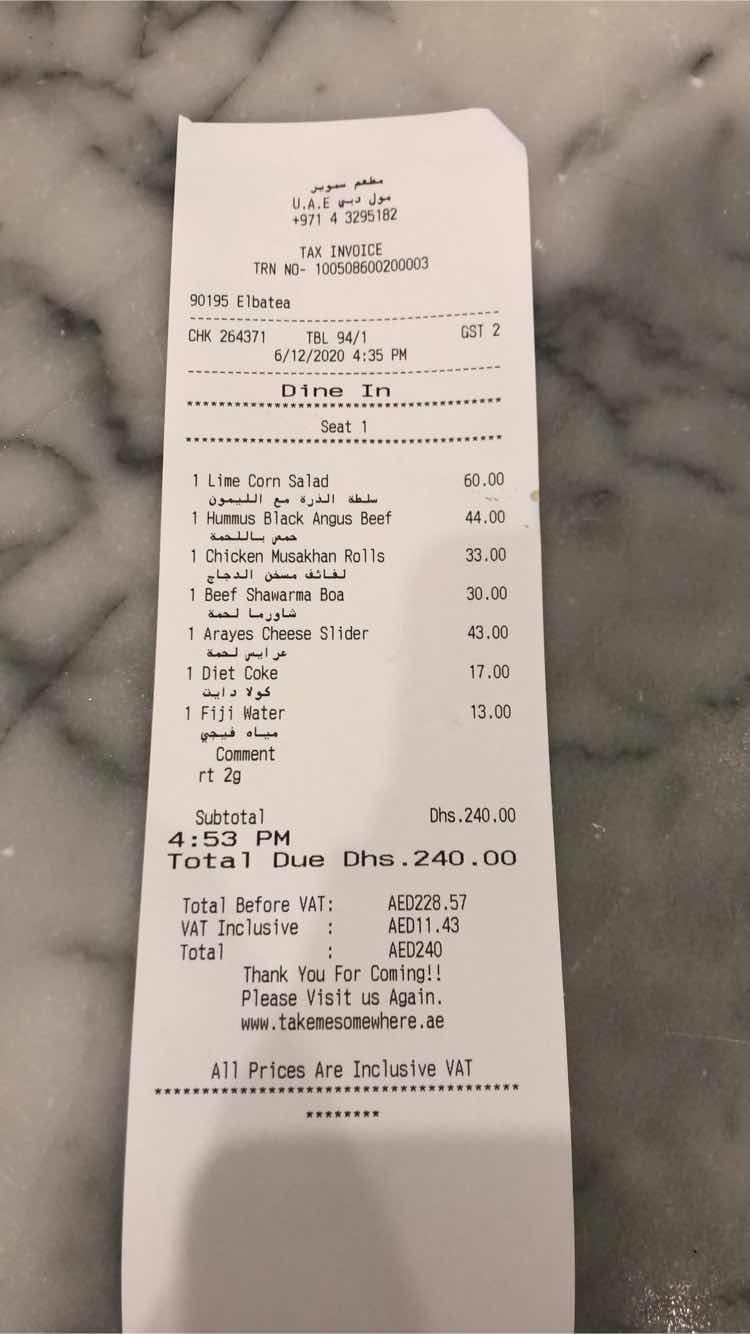 مطعم سموير
U.A.E مول دبي
+971 4 3295182
TAX INVOICE
TRN NO- 100508600200003
90195 Elbatea
--------------------------------------
CHK 264371 TBL 94/1 GST 2
6/12/2020 4:35 PM
--------------------------------------
Dine In
****************************************
Seat 1
****************************************
1 Lime Corn Salad 60.00
سلطة الذرة مع الليمون
1 Hummus Black Angus Beef 44.00
حمص باللحمة
1 Chicken Musakhan Rolls 33.00
لفائف مسخن الدجاج
1 Beef Shawarma Boa 30.00
شاورما لحمة
1 Arayes Cheese Slider 43.00
عرايس لحمة
1 Diet Coke 17.00
كولا دايت
1 Fiji Water 13.00
مياه فيجي
Comment
rt 2g
Subtotal Dhs.240.00
4:53 PM
Total Due Dhs.240.00
Total Before VAT: AED228.57
VAT Inclusive : AED11.43
Total : AED240
Thank You For Coming!!
Please Visit us Again.
www.takemesomewhere.ae
All Prices Are Inclusive VAT
****************************************
********